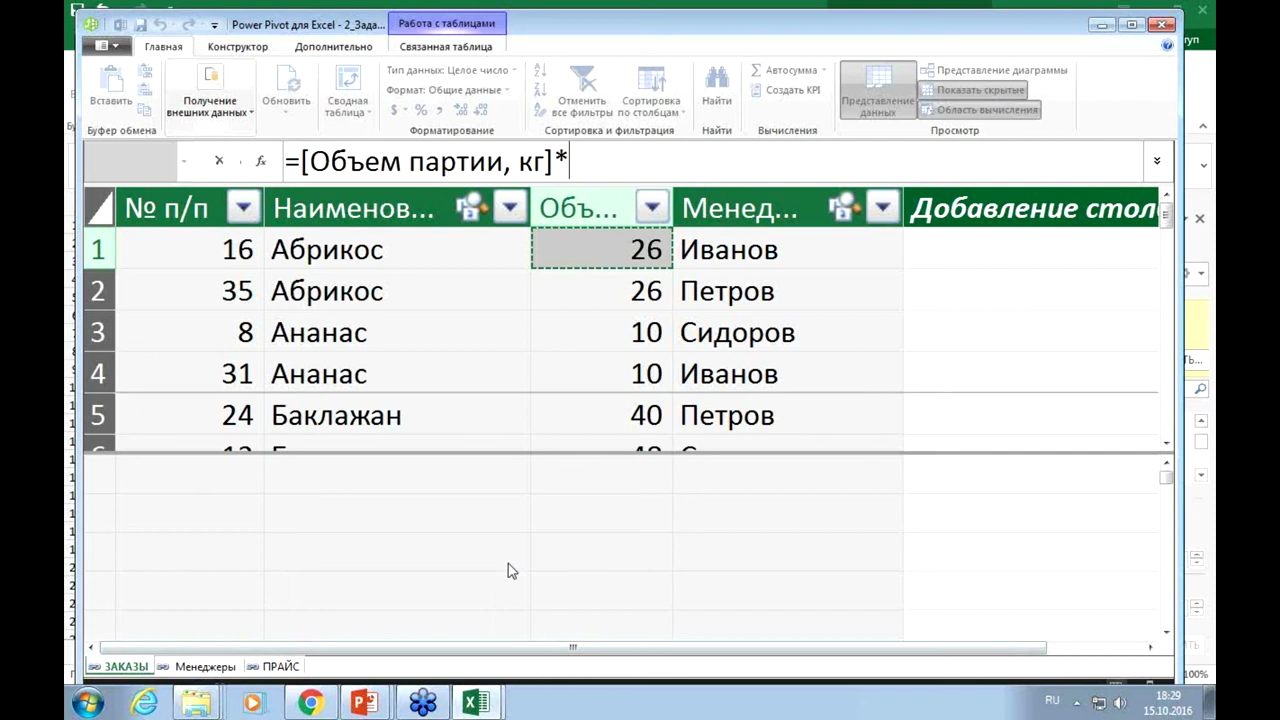 Power Pivot для Excel - 2_Зада...
Работа с таблицами
Главная
Конструктор
Дополнительно
Связанная таблица
Вставить
Буфер обмена
Получение внешних данных
Обновить
Сводная таблица
Тип данных: Целое число
Формат: Общие данные
$ % ,
Форматирование
Отменить все фильтры
Сортировка по столбцам
Сортировка и фильтрация
Найти
Найти
Автосумма
Создать KPI
Вычисления
Представление данных
Представление диаграммы
Показать скрытые
Область вычисления
Просмотр
fx =[Объем партии, кг]*
№ п/п Наименов... Объ... Менед... Добавление стол
1 16 Абрикос 26 Иванов
2 35 Абрикос 26 Петров
3 8 Ананас 10 Сидоров
4 31 Ананас 10 Иванов
5 24 Баклажан 40 Петров
ЗАКАЗЫ Менеджеры ПРАЙС
100%
RU
18:29
15.10.2016